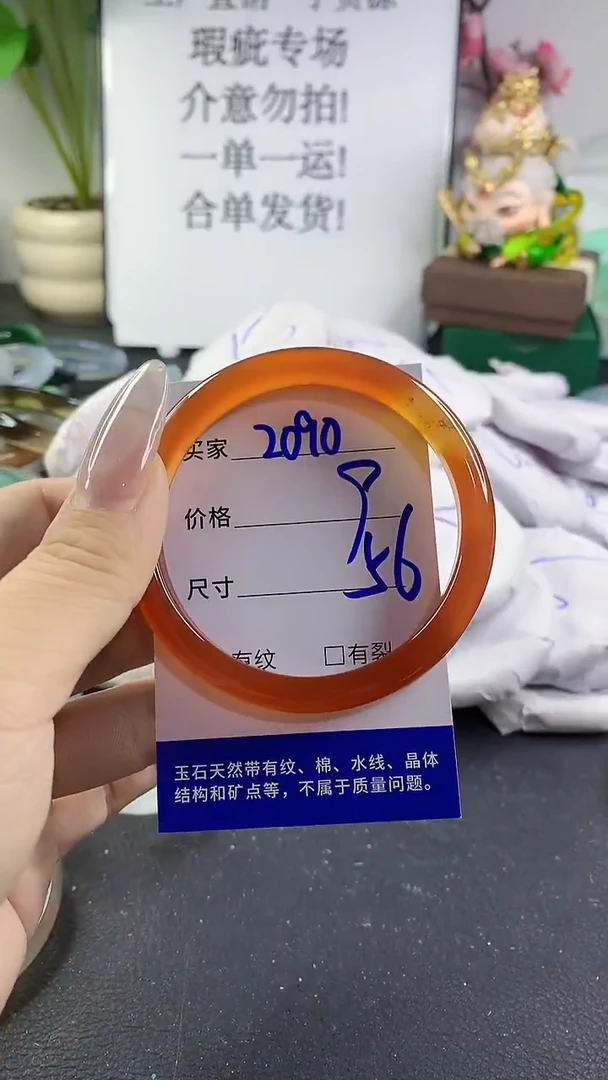 瑕疵专场
介意勿拍!
一单一运!
合单发货!
买家 2090
价格
尺寸 56
有纹 □有裂
玉石天然带有纹、棉、水线、晶体
结构和矿点等，不属于质量问题。